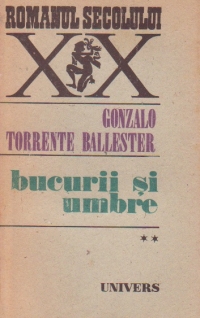 ROMANUL SECOLULUI
XX
GONZALO
TORRENTE BALLESTER
bucurii și
umbre
**
UNIVERS